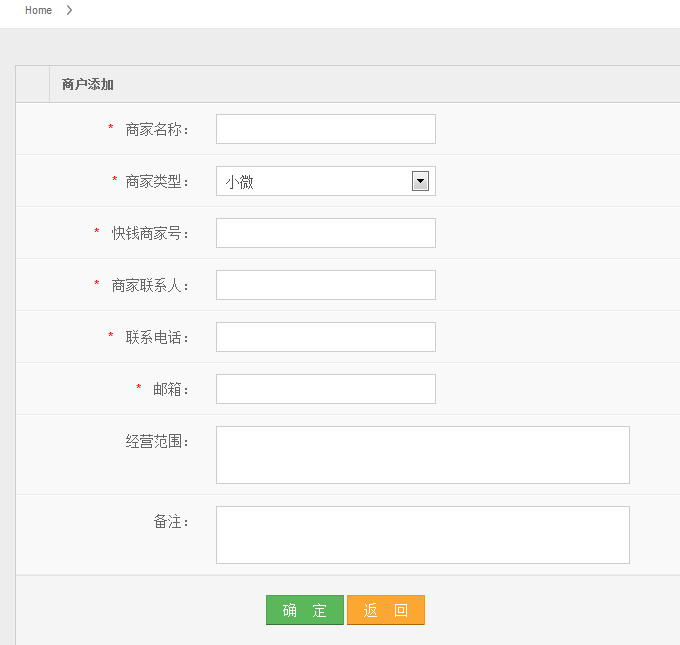 Home
商户添加
* 商家名称：
* 商家类型： 小微
* 快钱商家号：
* 商家联系人：
* 联系电话：
* 邮箱：
经营范围：
备注：
确 定 返 回